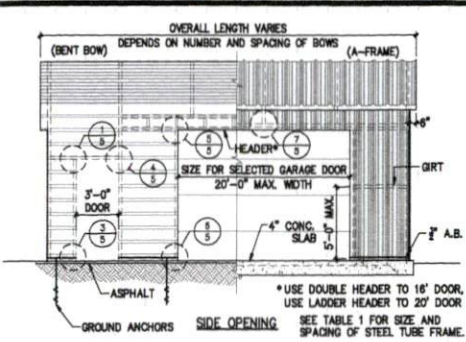 OVERALL LENGTH VARIES
(BENT BOW) DEPENDS ON NUMBER AND SPACING OF BOWS (A-FRAME)
1
5
6
5
7
5
6"
HEADER*
4
5
SIZE FOR SELECTED GARAGE DOOR
GIRT
3'-0"
DOOR
20'-0" MAX. WIDTH
5'-0" MAX.
3
5
6
5
4" CONC.
SLAB
A.B.
ASPHALT
*USE DOUBLE HEADER TO 16' DOOR,
USE LADDER HEADER TO 20' DOOR
GROUND ANCHORS
SIDE OPENING
SEE TABLE 1 FOR SIZE AND
SPACING OF STEEL TUBE FRAME.